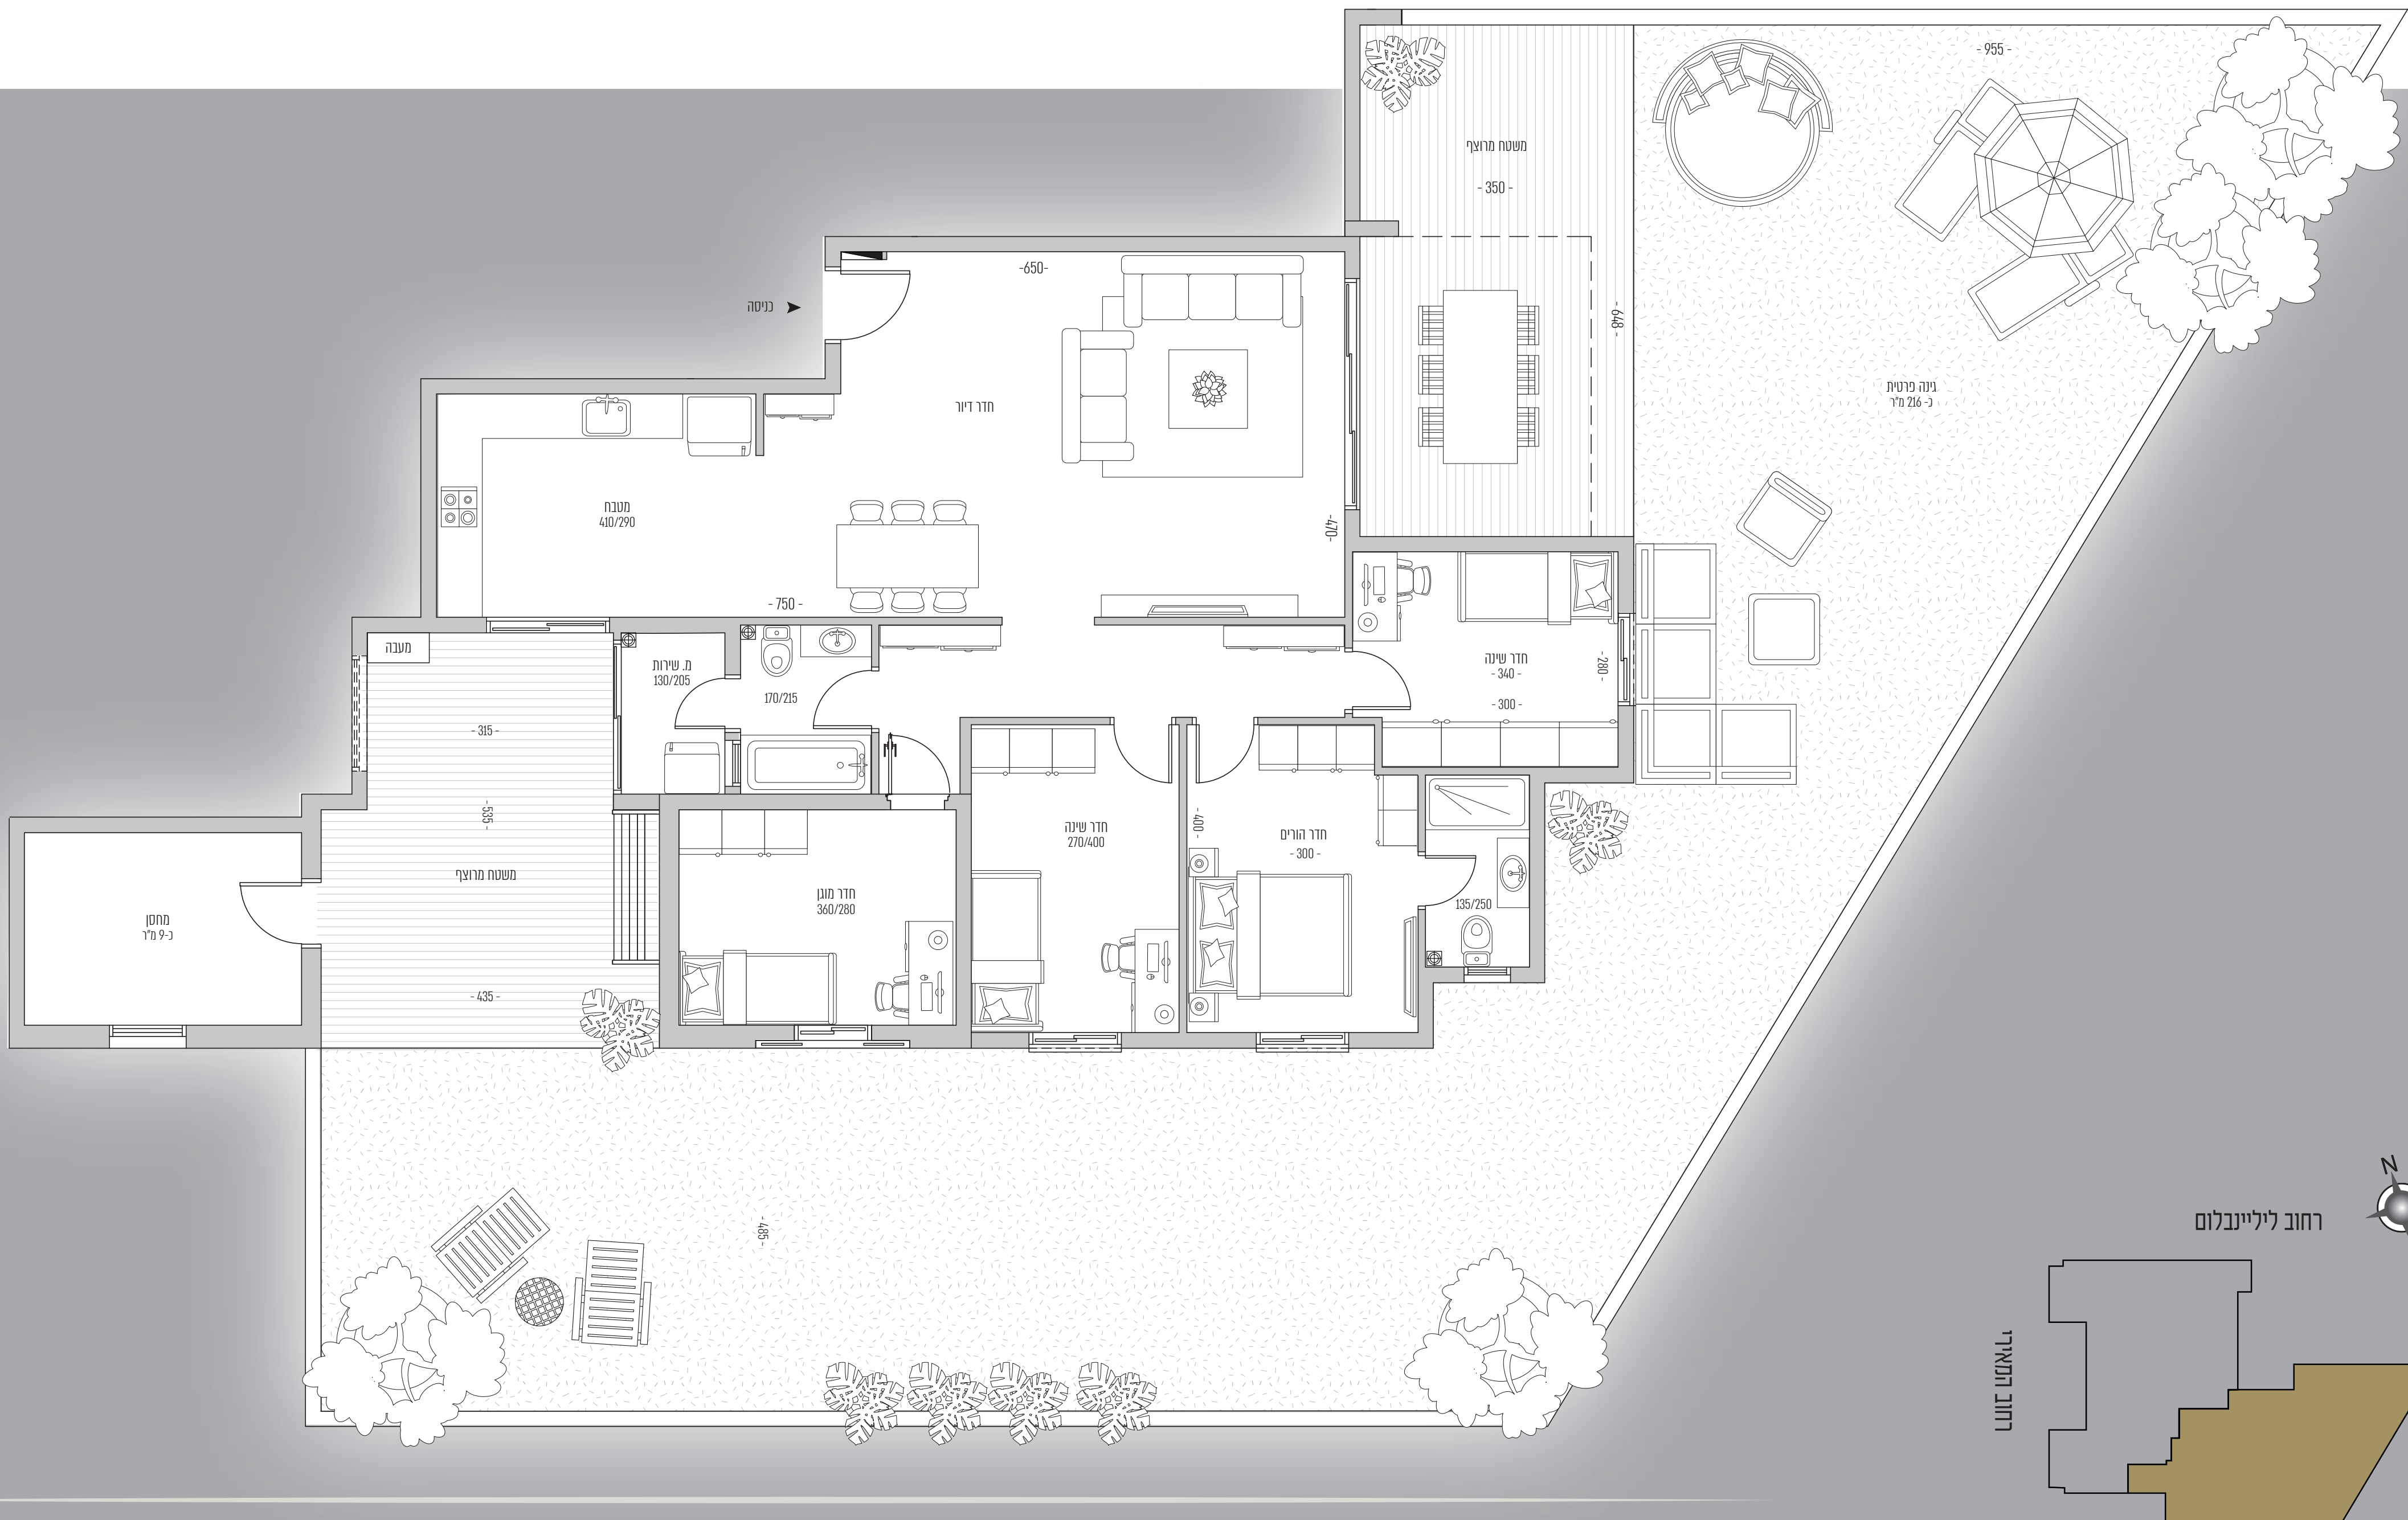 - 955 -
משטח מרוצף
- 350 -
-650-
כניסה
- 648 -
גינה פרטית
כ- 216 מ"ר
חדר דיור
מטבח
410/290
-470-
- 750 -
מעבה
מ. שירות
130/205
170/215
חדר שינה
- 340 -
- 280 -
- 300 -
- 315 -
- 535 -
משטח מרוצף
- 435 -
מחסן
כ-9 מ"ר
חדר מוגן
360/280
חדר שינה
270/400
- 400 -
חדר הורים
- 300 -
135/250
- 485 -
N
רחוב ליליינבלום